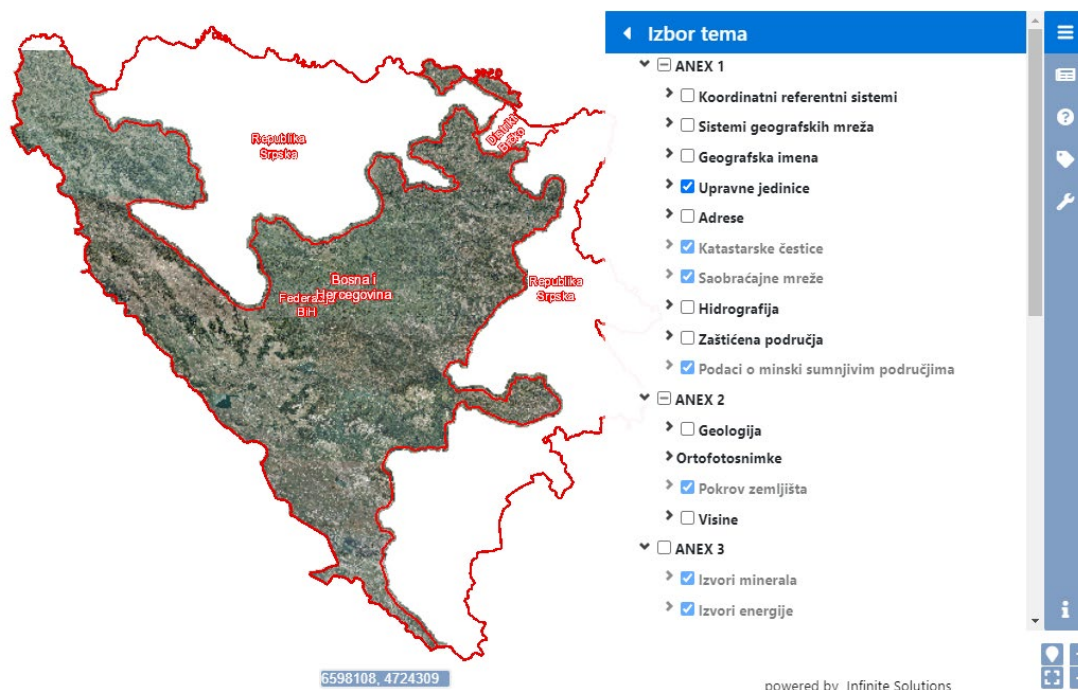 Republika
Srpska
Distrikt
Brčko
Bosna i
Hercegovina
Federacija
BiH
Republika
Srpska
6598108, 4724309
Izbor tema
ANEX 1
Koordinatni referentni sistemi
Sistemi geografskih mreža
Geografska imena
Upravne jedinice
Adrese
Katastarske čestice
Saobraćajne mreže
Hidrografija
Zaštićena područja
Podaci o minski sumnjivim područjima
ANEX 2
Geologija
Ortofotosnimke
Pokrov zemljišta
Visine
ANEX 3
Izvori minerala
Izvori energije
powered by Infinite Solutions